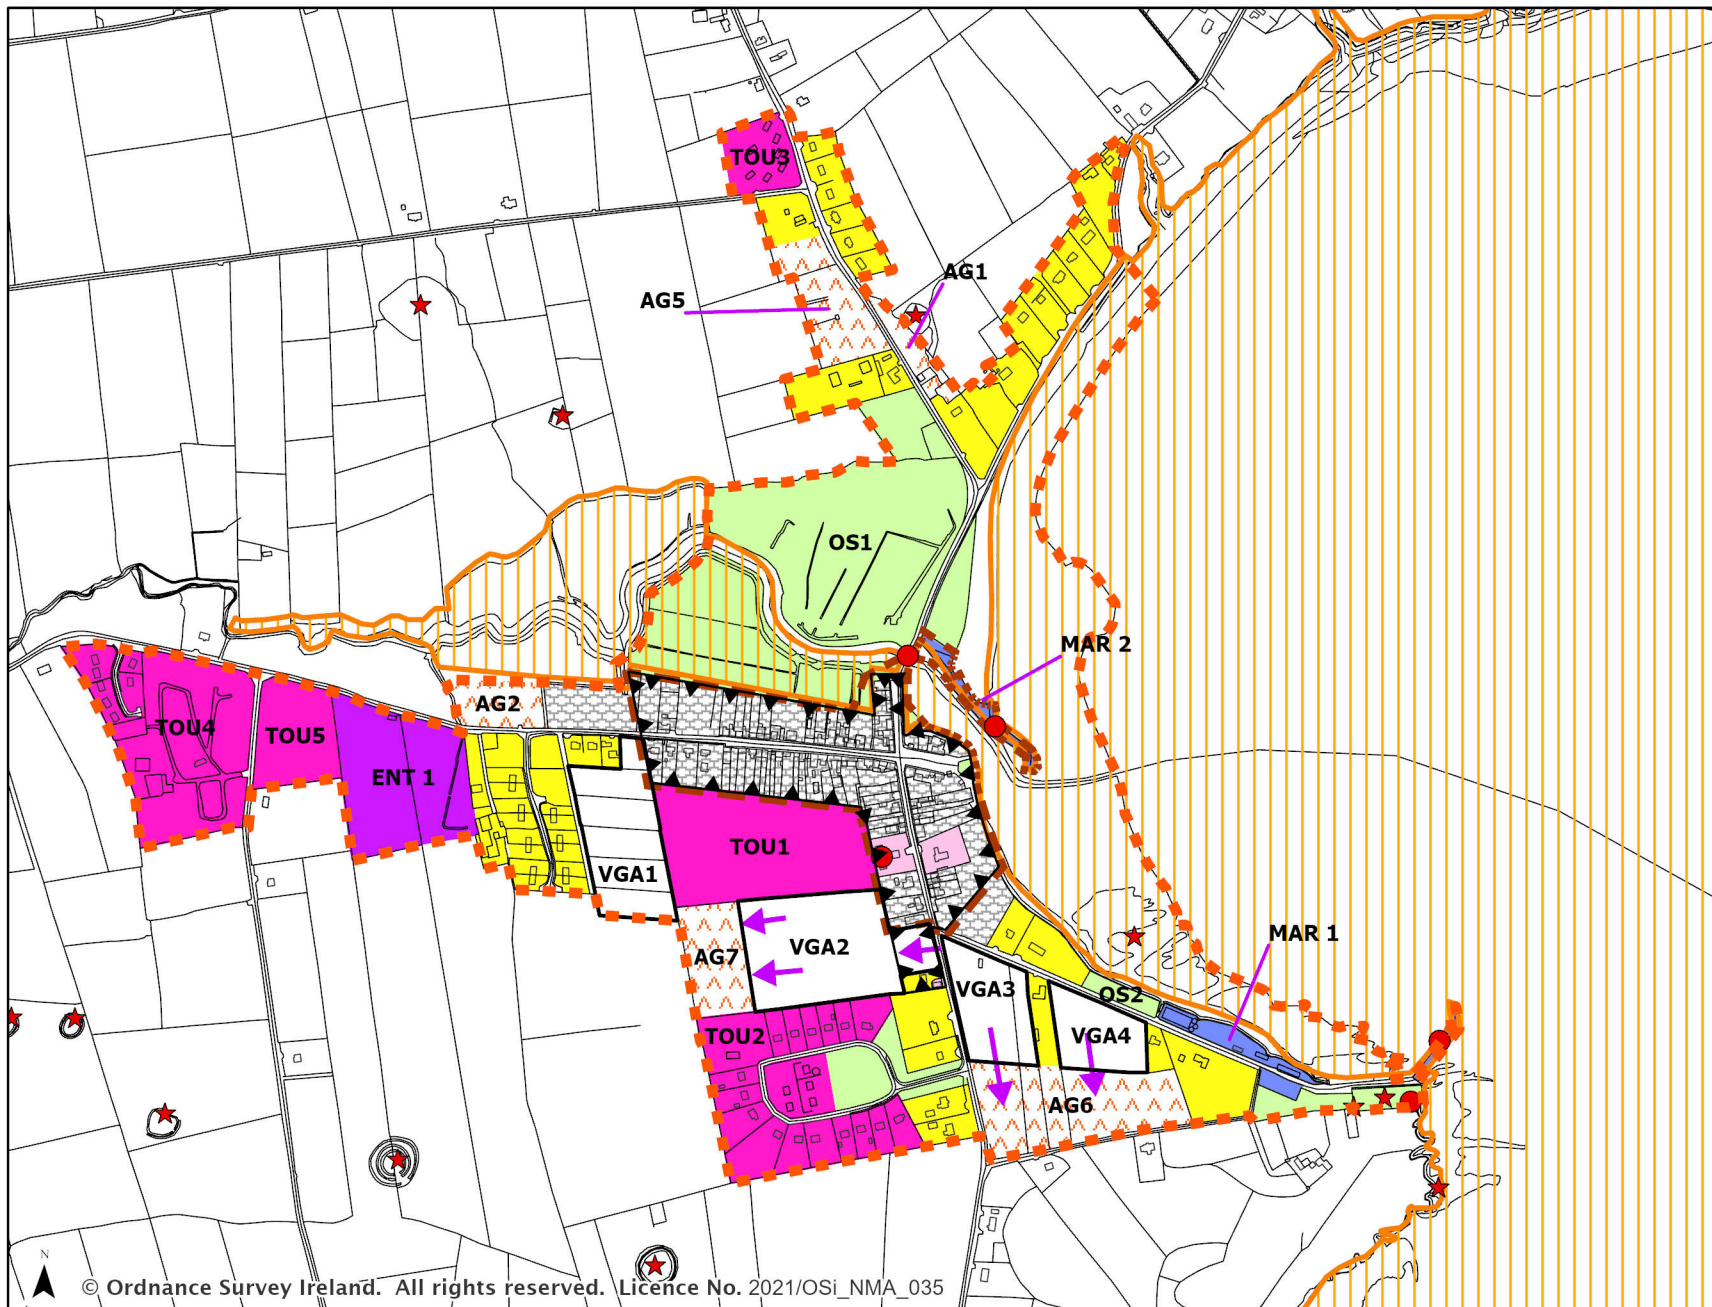 TOU3
AG1
AG5
OS1
MAR 2
AG2
TOU4
TOU5
ENT 1
TOU1
VGA1
MAR 1
AG7
VGA2
VGA3
OS2
TOU2
VGA4
AG6
N
© Ordnance Survey Ireland. All rights reserved. Licence No. 2021/OSi_NMA_035